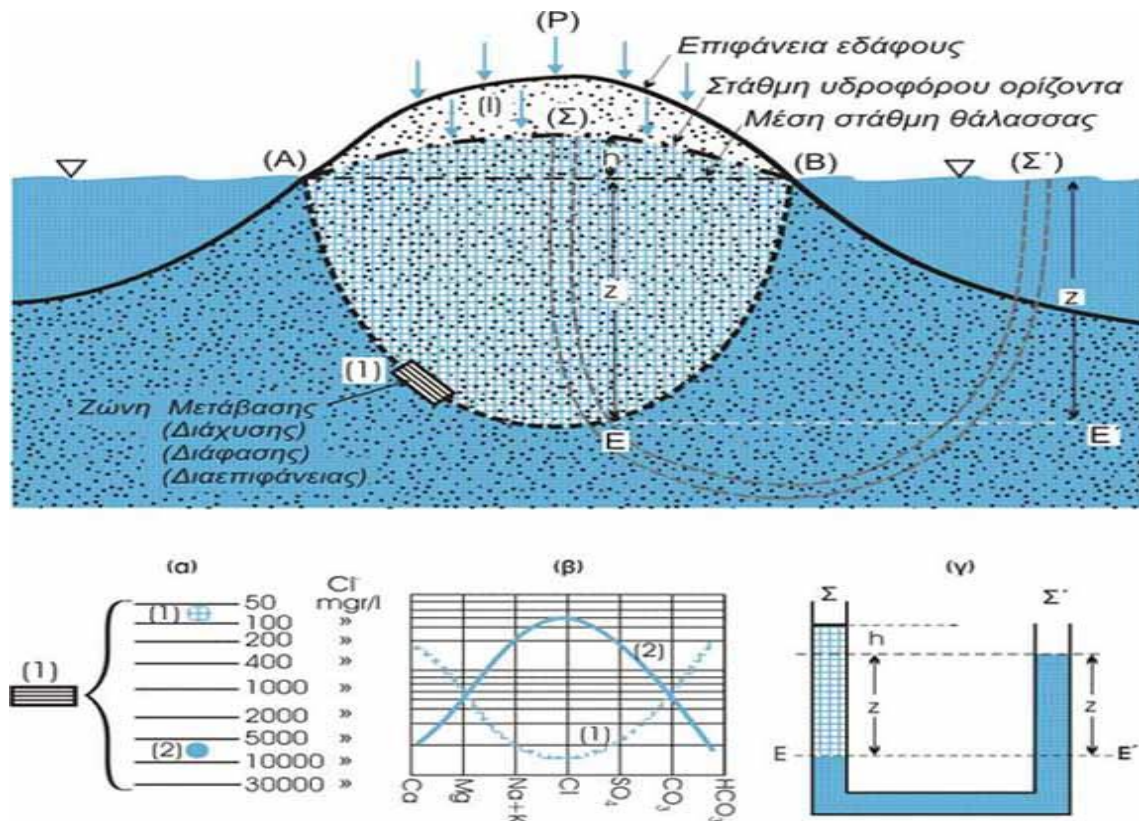 (P)
Επιφάνεια εδάφους
Στάθμη υδροφόρου ορίζοντα
(I)
(Σ)
Μέση στάθμη θάλασσας
(A)
h
(B)
(Σ´)
z
z
(1)
Ζώνη Μετάβασης
(Διάχυσης)
(Διάφασης)
(Διαεπιφάνειας)
E
E´
(α)
Cl⁻
mgr/l
(1)
50
100 »
200 »
400 »
(1)
1000 »
2000 »
5000 »
(2)
10000 »
30000 »
(β)
(2)
(1)
Ca
Mg
Na+K
Cl
SO₄
CO₃
HCO₃
(γ)
Σ
Σ´
h
z
z
E
E´